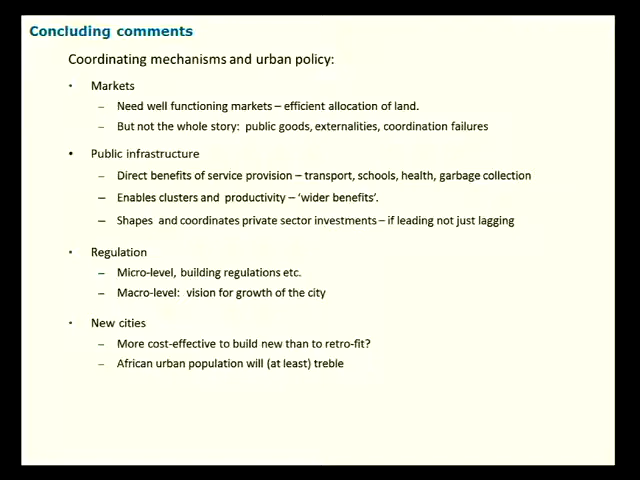 Concluding comments
Coordinating mechanisms and urban policy:
• Markets
– Need well functioning markets – efficient allocation of land.
– But not the whole story: public goods, externalities, coordination failures
• Public infrastructure
– Direct benefits of service provision – transport, schools, health, garbage collection
– Enables clusters and productivity – ‘wider benefits’.
– Shapes and coordinates private sector investments – if leading not just lagging
• Regulation
– Micro-level, building regulations etc.
– Macro-level: vision for growth of the city
• New cities
– More cost-effective to build new than to retro-fit?
– African urban population will (at least) treble